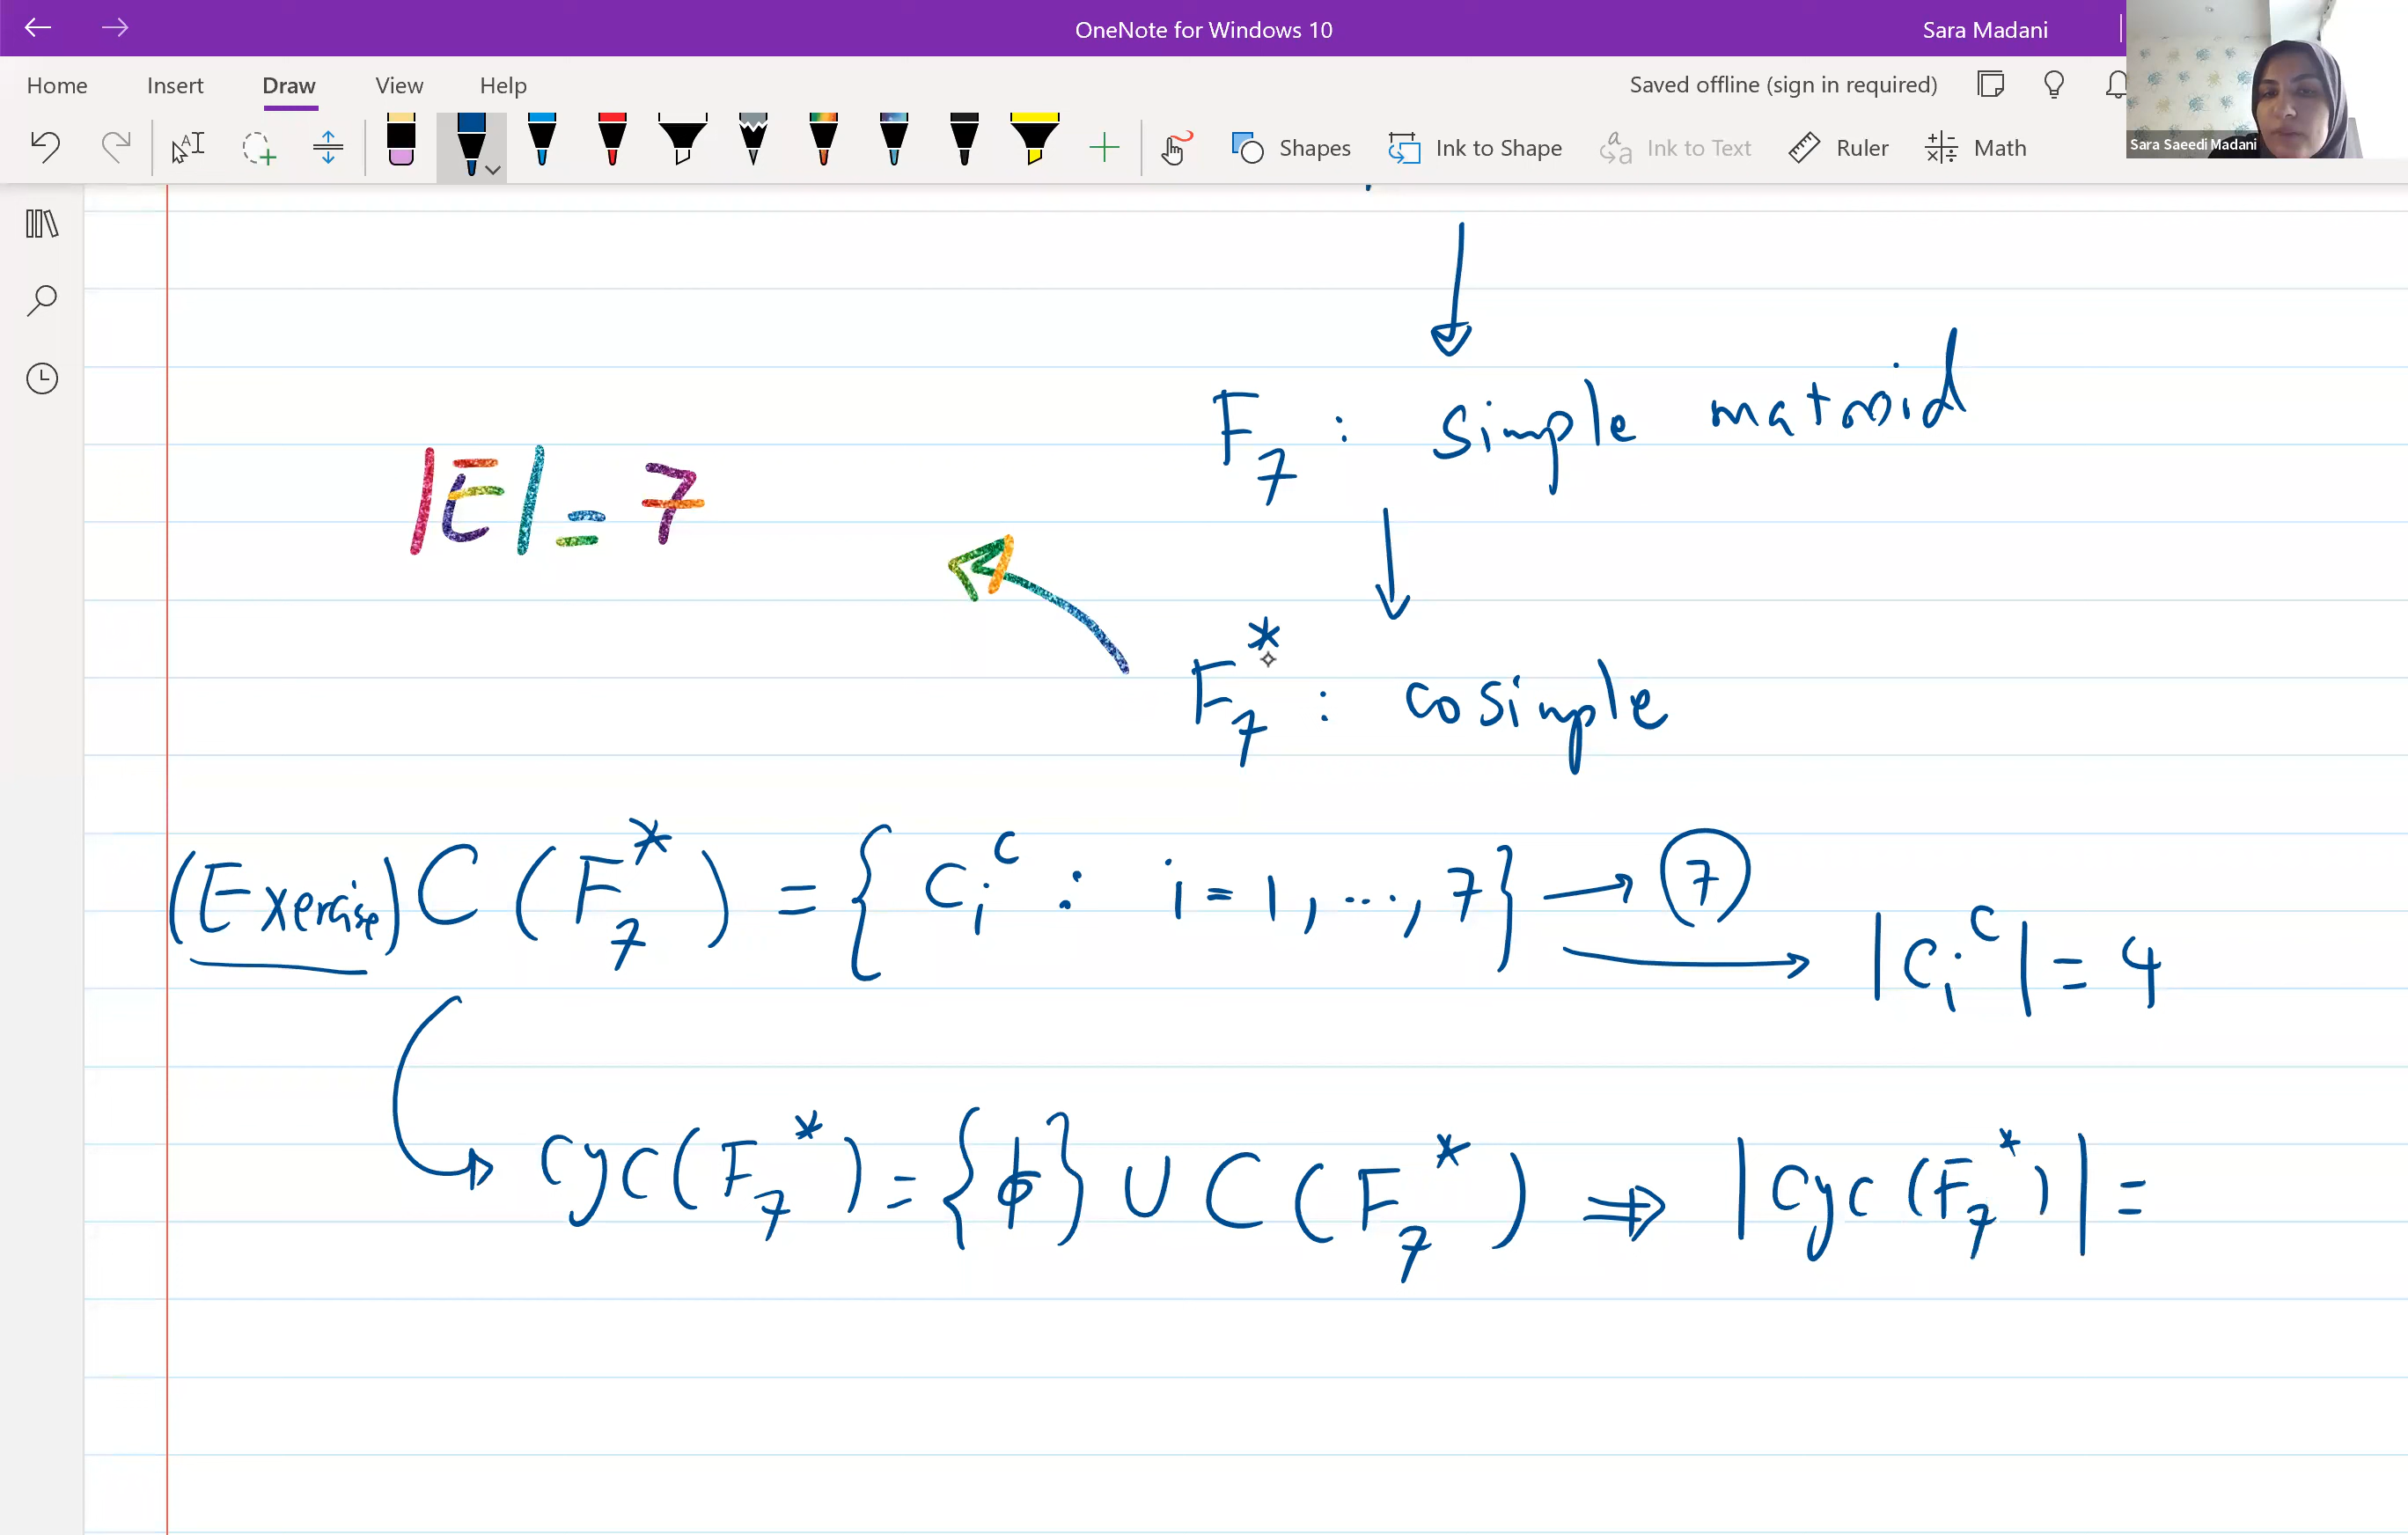 OneNote for Windows 10
Sara Madani
Home Insert Draw View Help
Saved offline (sign in required)
Sara Saeedi Madani
Shapes Ink to Shape Ink to Text Ruler Math
F₇ : simple matroid
|E| = 7
F₇* : cosimple
(Exercise) C(F₇*) = { Cᵢᶜ : i = 1, ..., 7 } → 7
→ |Cᵢᶜ| = 4
cyc(F₇*) = {ϕ} ∪ C(F₇*) ⇒ |cyc(F₇*)| =